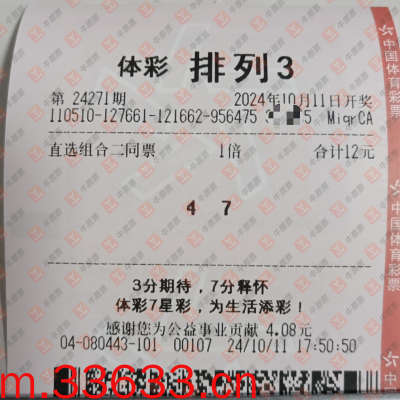 体彩 排列3
第 24271期 2024年10月11日开奖
110510-127661-121662-956475 5 MiqrCA
直选组合二同票 1倍 合计12元
4 7
3分期待，7分释怀
体彩7星彩，为生活添彩！
感谢您为公益事业贡献 4.08元
04-080443-101 00107 24/10/11 17:50:50
m.33633.cn
中国体育彩票
中国体育彩票